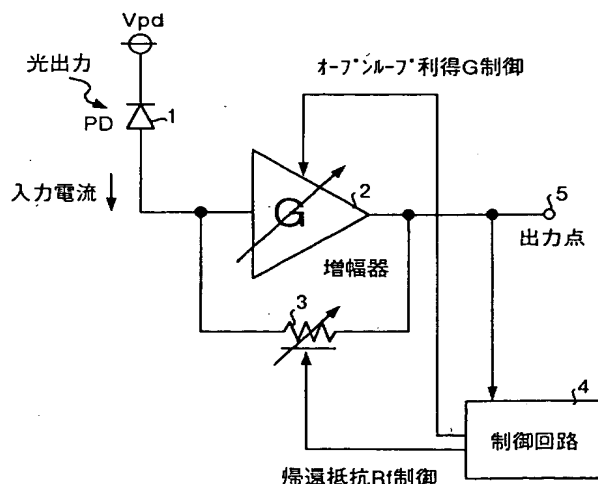 Vpd
光出力
PD
1
入力電流
オープンループ利得G制御
G
2
増幅器
5
出力点
3
4
制御回路
帰還抵抗Rf制御